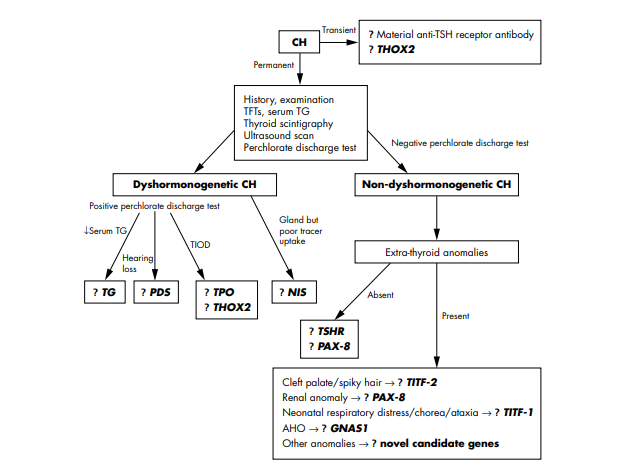 Transient
CH
? Material anti-TSH receptor antibody
? THOX2
Permanent
History, examination
TFTs, serum TG
Thyroid scintigraphy
Ultrasound scan
Perchlorate discharge test
Negative perchlorate discharge test
Dyshormonogenetic CH
Non-dyshormonogenetic CH
Positive perchlorate discharge test
↓Serum TG
Hearing
loss
TIOD
Gland but
poor tracer
uptake
Extra-thyroid anomalies
? TG
? PDS
? TPO
? THOX2
? NIS
Absent
Present
? TSHR
? PAX-8
Cleft palate/spiky hair → ? TITF-2
Renal anomaly → ? PAX-8
Neonatal respiratory distress/chorea/ataxia → ? TITF-1
AHO → ? GNAS1
Other anomalies → ? novel candidate genes